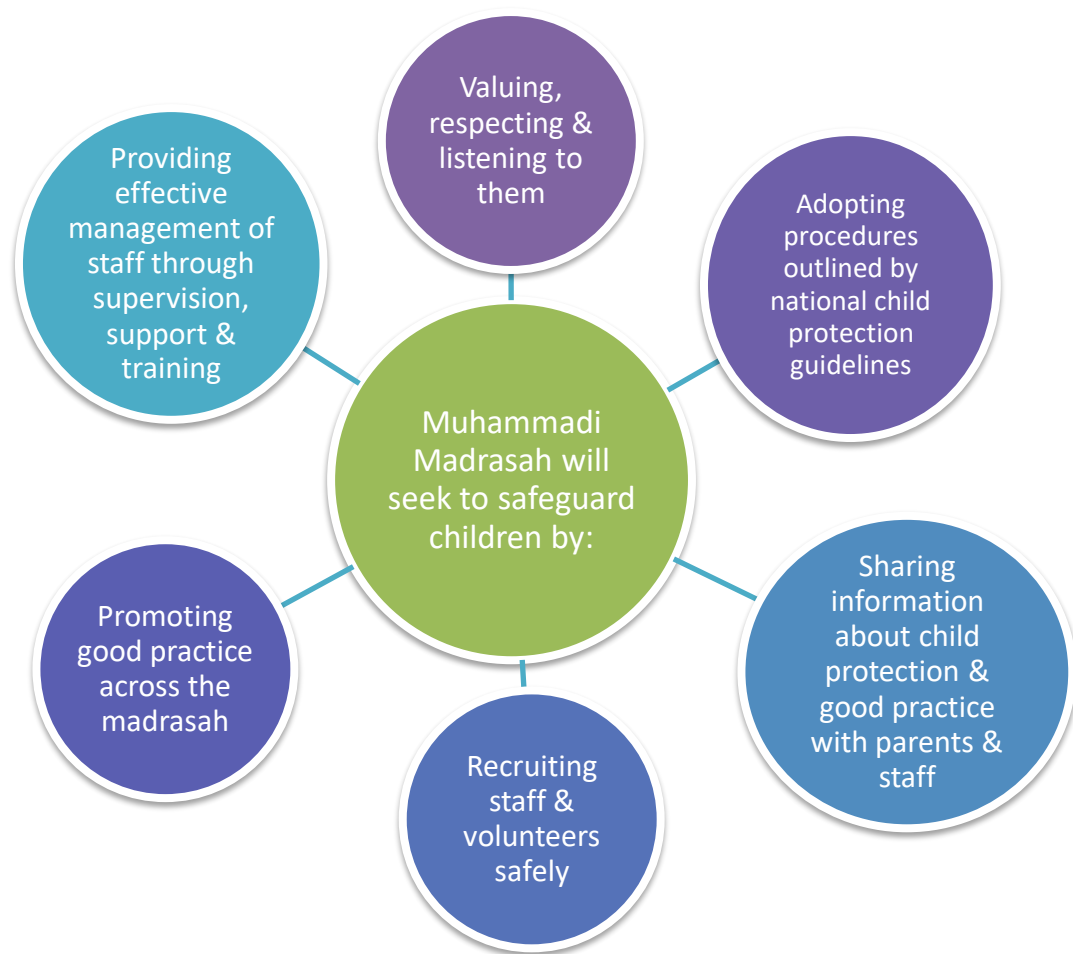 Muhammadi
Madrasah will
seek to safeguard
children by:
Valuing,
respecting &
listening to
them
Adopting
procedures
outlined by
national child
protection
guidelines
Sharing
information
about child
protection &
good practice
with parents &
staff
Recruiting
staff &
volunteers
safely
Promoting
good practice
across the
madrasah
Providing
effective
management of
staff through
supervision,
support &
training